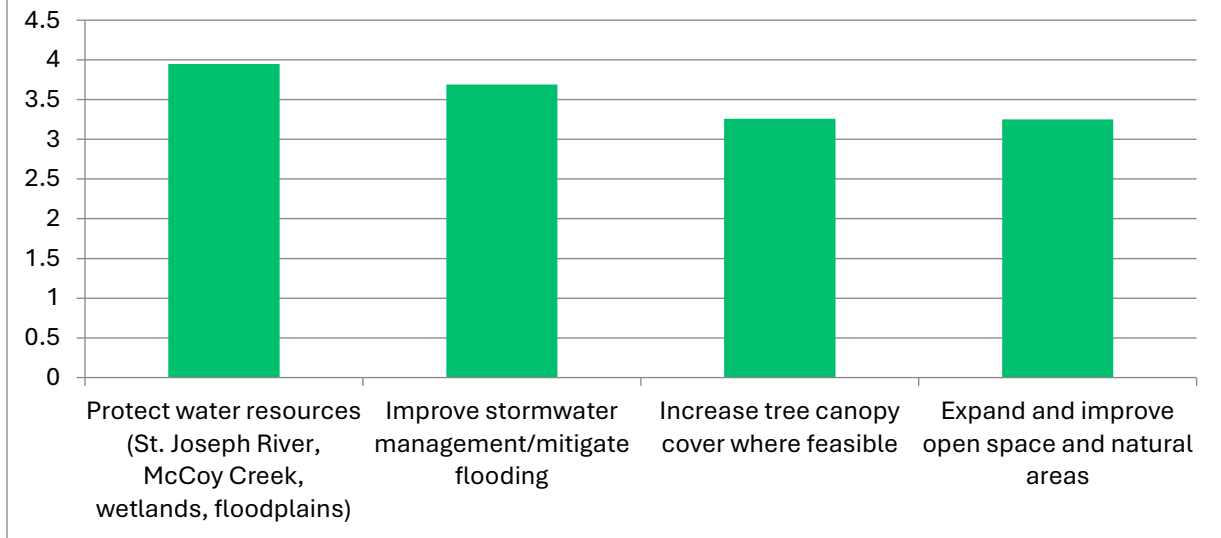 4.5
4
3.5
3
2.5
2
1.5
1
0.5
0
Protect water resources
(St. Joseph River,
McCoy Creek,
wetlands, floodplains)
Improve stormwater
management/mitigate
flooding
Increase tree canopy
cover where feasible
Expand and improve
open space and natural
areas